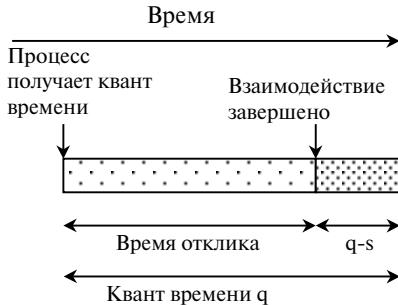 Время
Процесс
получает квант
времени
Взаимодействие
завершено
Время отклика
q-s
Квант времени q